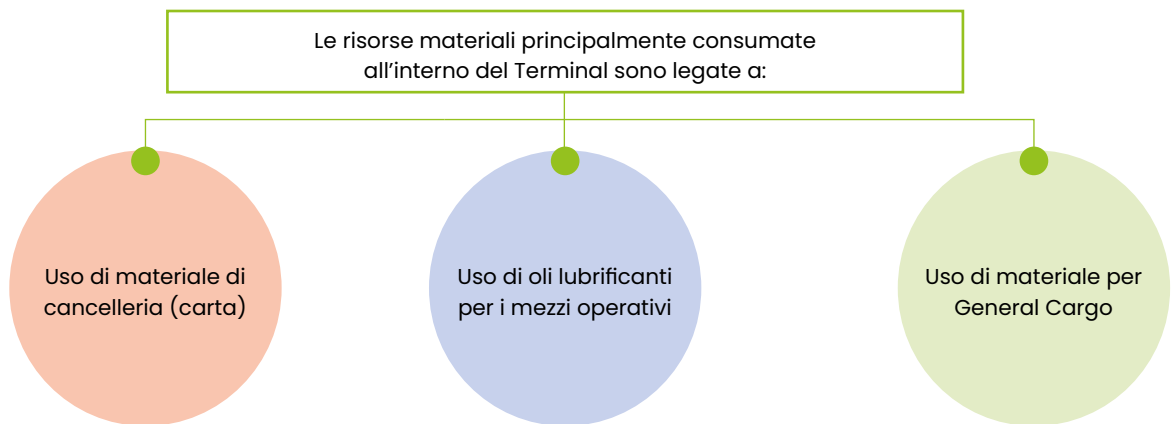 Le risorse materiali principalmente consumate
all’interno del Terminal sono legate a:
Uso di materiale di
cancelleria (carta)
Uso di oli lubrificanti
per i mezzi operativi
Uso di materiale per
General Cargo